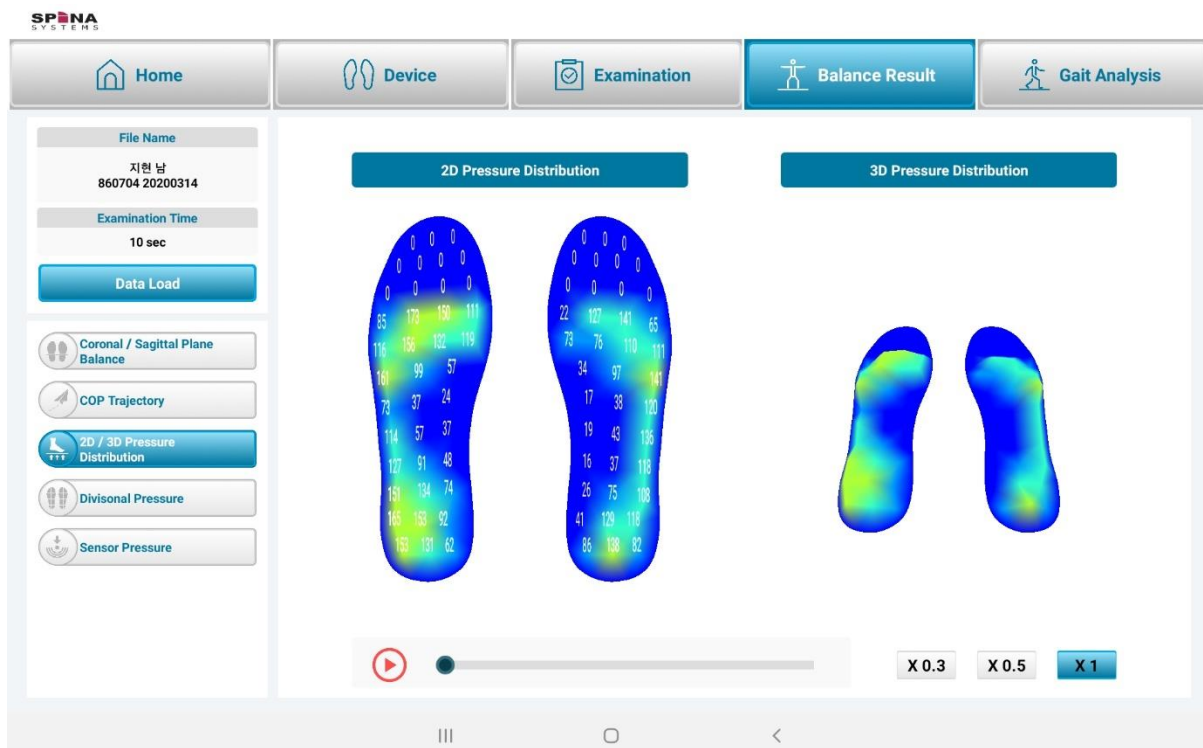 SPINA
SYSTEMS
Home
Device
Examination
Balance Result
Gait Analysis
File Name
지현 남
860704 20200314
Examination Time
10 sec
Data Load
Coronal / Sagittal Plane
Balance
COP Trajectory
2D / 3D Pressure
Distribution
Divisonal Pressure
Sensor Pressure
2D Pressure Distribution
0 0 0
0 0 0 0
0 0 0 0
85 173 150 111
116 156 132 119
161 99 57
73 37 24
114 57 37
127 91 48
151 134 74
165 153 92
153 131 62
0 0 0
0 0 0 0
0 0 0 0
22 127 141 65
73 76 110 111
34 97 141
17 38 120
19 43 136
16 37 118
26 75 108
41 129 118
86 138 82
3D Pressure Distribution
X 0.3
X 0.5
X 1